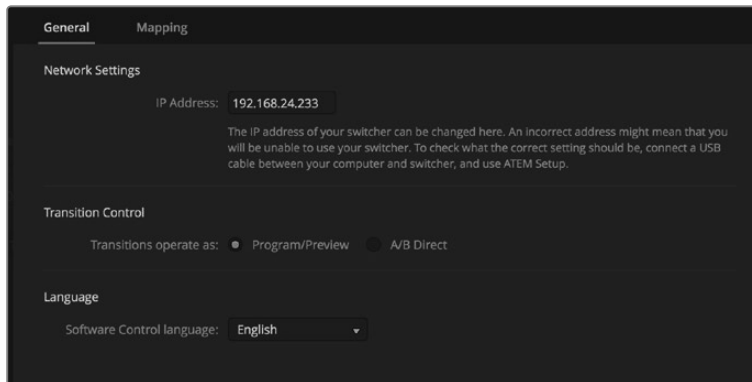 General Mapping
Network Settings
IP Address: 192.168.24.233
The IP address of your switcher can be changed here. An incorrect address might mean that you
will be unable to use your switcher. To check what the correct setting should be, connect a USB
cable between your computer and switcher, and use ATEM Setup.
Transition Control
Transitions operate as: Program/Preview A/B Direct
Language
Software Control language: English